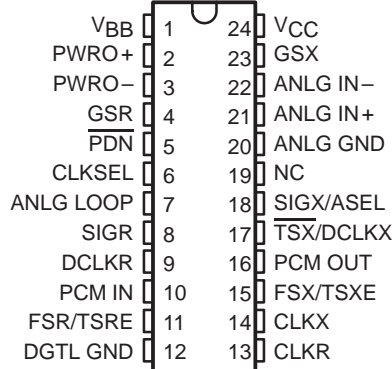 VBB 1 24 VCC
PWRO+ 2 23 GSX
PWRO− 3 22 ANLG IN−
GSR 4 21 ANLG IN+
PDN 5 20 ANLG GND
CLKSEL 6 19 NC
ANLG LOOP 7 18 SIGX/ASEL
SIGR 8 17 TSX/DCLKX
DCLKR 9 16 PCM OUT
PCM IN 10 15 FSX/TSXE
FSR/TSRE 11 14 CLKX
DGTL GND 12 13 CLKR